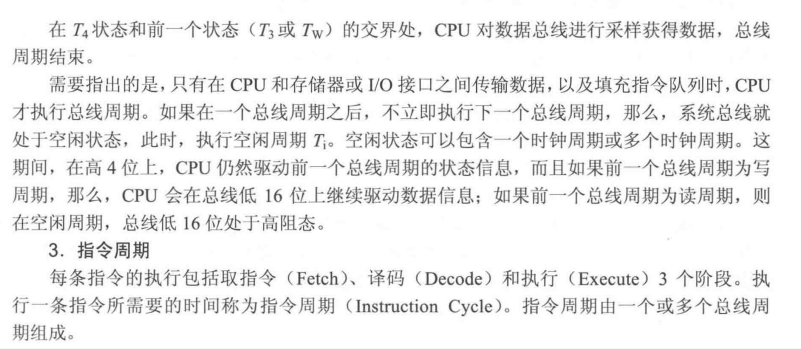 在 T4 状态和前一个状态（T3 或 TW）的交界处，CPU 对数据总线进行采样获得数据，总线
周期结束。
需要指出的是，只有在 CPU 和存储器或 I/O 接口之间传输数据，以及填充指令队列时，CPU
才执行总线周期。如果在一个总线周期之后，不立即执行下一个总线周期，那么，系统总线就
处于空闲状态，此时，执行空闲周期 Ti。空闲状态可以包含一个时钟周期或多个时钟周期。这
期间，在高 4 位上，CPU 仍然驱动前一个总线周期的状态信息，而且如果前一个总线周期为写
周期，那么，CPU 会在总线低 16 位上继续驱动数据信息；如果前一个总线周期为读周期，则
在空闲周期，总线低 16 位处于高阻态。
3．指令周期
每条指令的执行包括取指令（Fetch）、译码（Decode）和执行（Execute）3 个阶段。执
行一条指令所需要的时间称为指令周期（Instruction Cycle）。指令周期由一个或多个总线周
期组成。